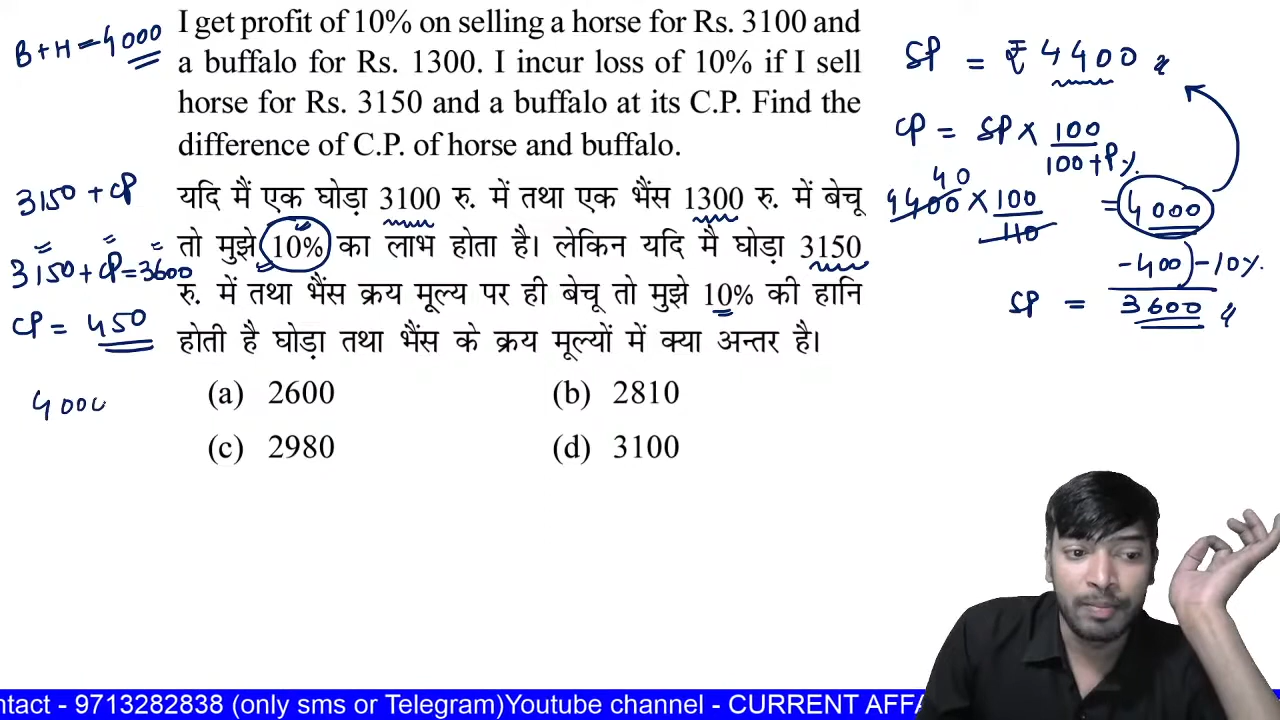 B + H = 4000
I get profit of 10% on selling a horse for Rs. 3100 and
a buffalo for Rs. 1300. I incur loss of 10% if I sell
horse for Rs. 3150 and a buffalo at its C.P. Find the
difference of C.P. of horse and buffalo.
यदि मैं एक घोड़ा 3100 रु. में तथा एक भैंस 1300 रु. में बेचू
तो मुझे 10% का लाभ होता है। लेकिन यदि मै घोड़ा 3150
रु. में तथा भैंस क्रय मूल्य पर ही बेचू तो मुझे 10% की हानि
होती है घोड़ा तथा भैंस के क्रय मूल्यों में क्या अन्तर है।
(a) 2600
(b) 2810
(c) 2980
(d) 3100
3150 + CP
3150 + CP = 3600
CP = 450
4000
SP = ₹ 4400
CP = SP × 100
100 + P%
40
4400 × 100 = 4000
110
-400 ) -10%.
SP = 3600
ntact - 9713282838 (only sms or Telegram)Youtube channel - CURRENT AFFA